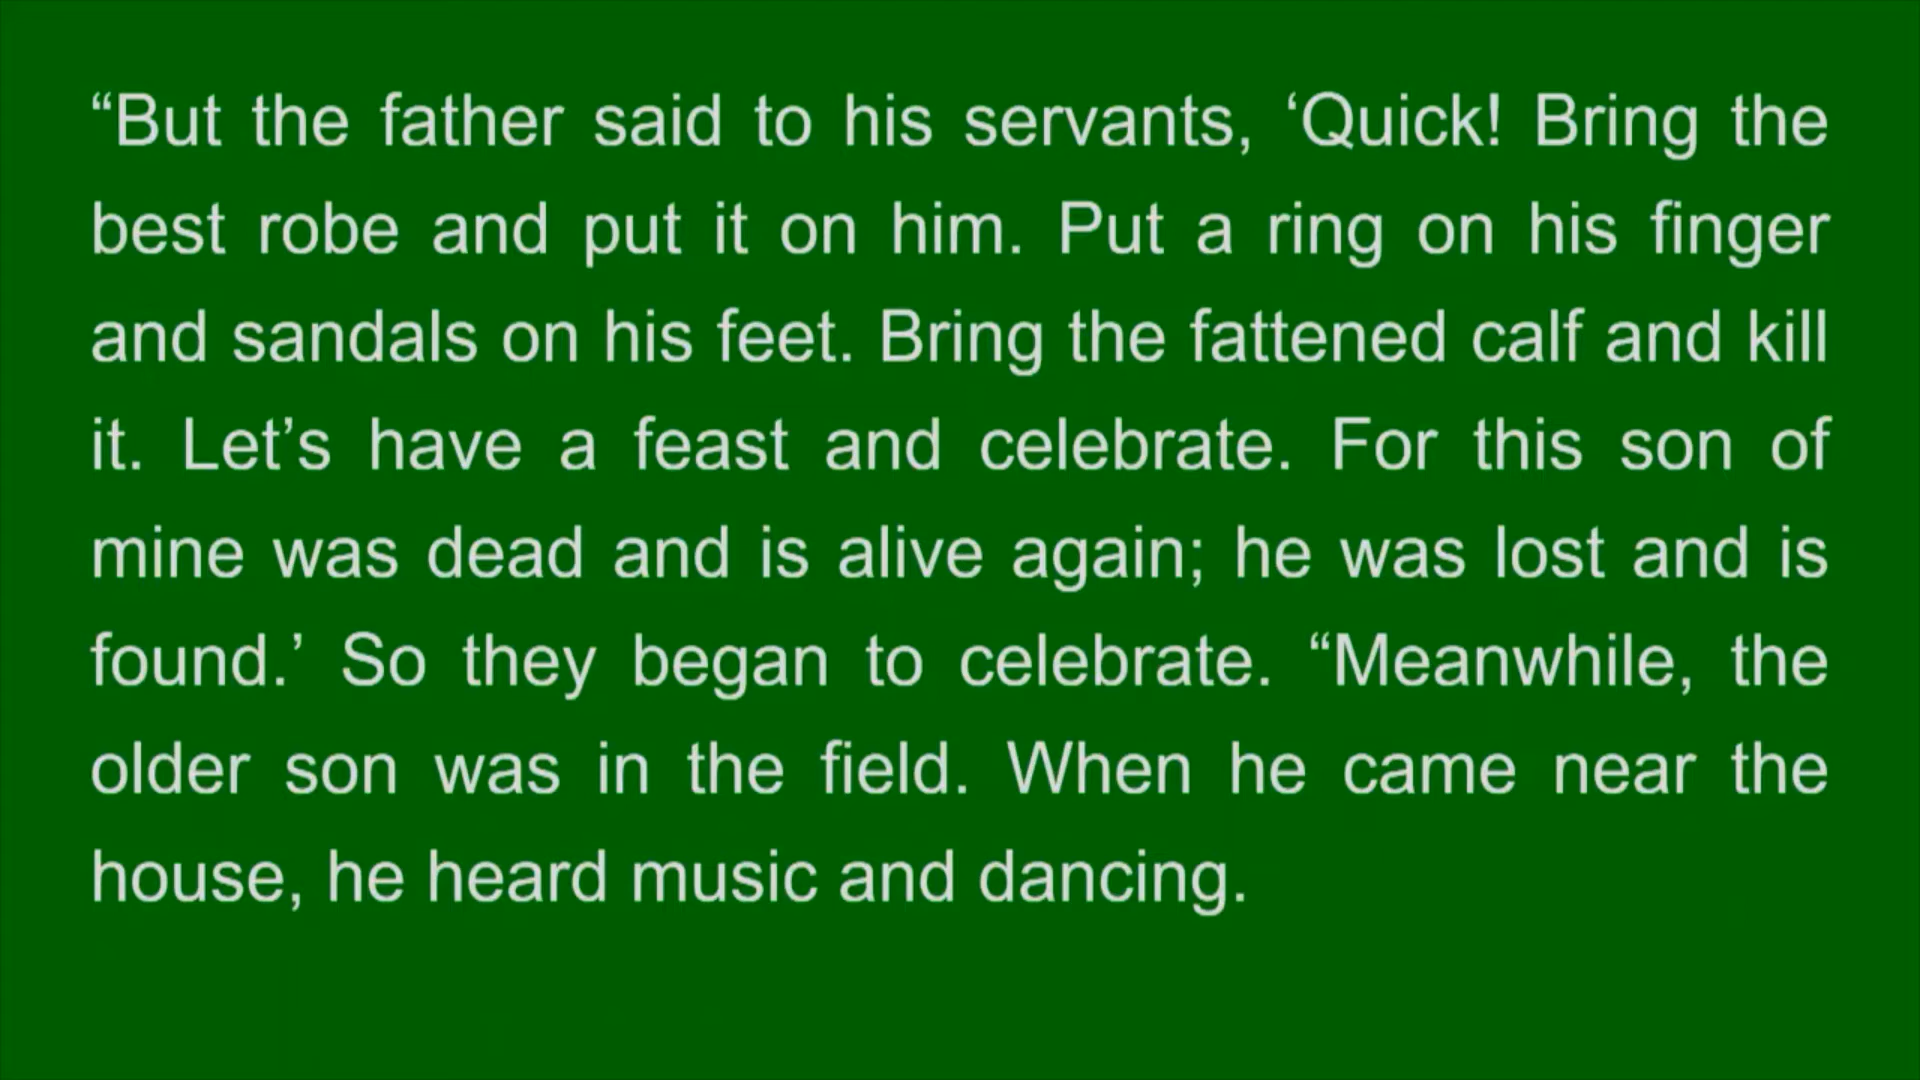 “But the father said to his servants, ‘Quick! Bring the
best robe and put it on him. Put a ring on his finger
and sandals on his feet. Bring the fattened calf and kill
it. Let’s have a feast and celebrate. For this son of
mine was dead and is alive again; he was lost and is
found.’ So they began to celebrate. “Meanwhile, the
older son was in the field. When he came near the
house, he heard music and dancing.